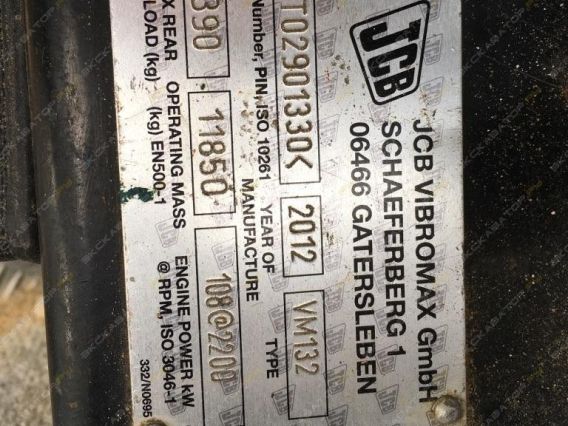 JCB
JCB VIBROMAX GmbH
SCHAEFERBERG 1
06466 GATERSLEBEN
T02901330< 2012 VM132
Number, PIN, ISO 10261 YEAR OF MANUFACTURE TYPE
390 11850 108@2200
X REAR LOAD (kg) OPERATING MASS (kg) EN500-1 ENGINE POWER kW @ RPM, ISO 3046-1
332/N0695